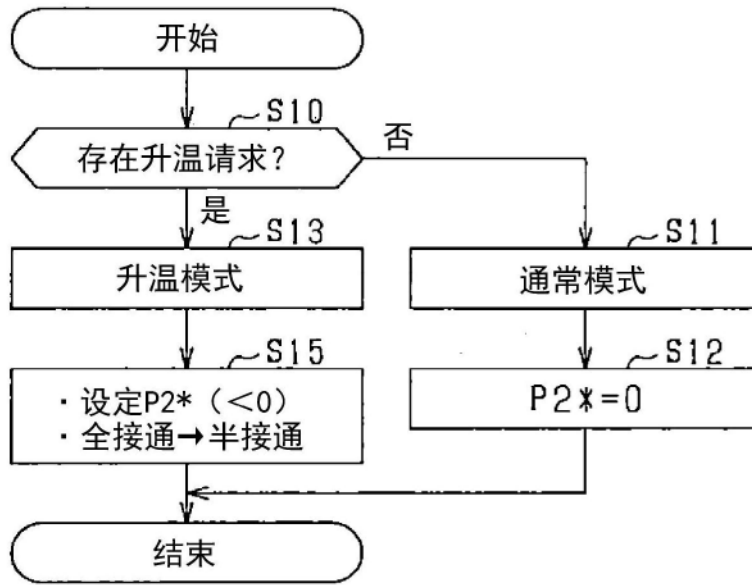 开始
S10
存在升温请求?
否
是
S13
升温模式
S11
通常模式
S15
·设定P2*（＜0）
·全接通→半接通
S12
P2*=0
结束